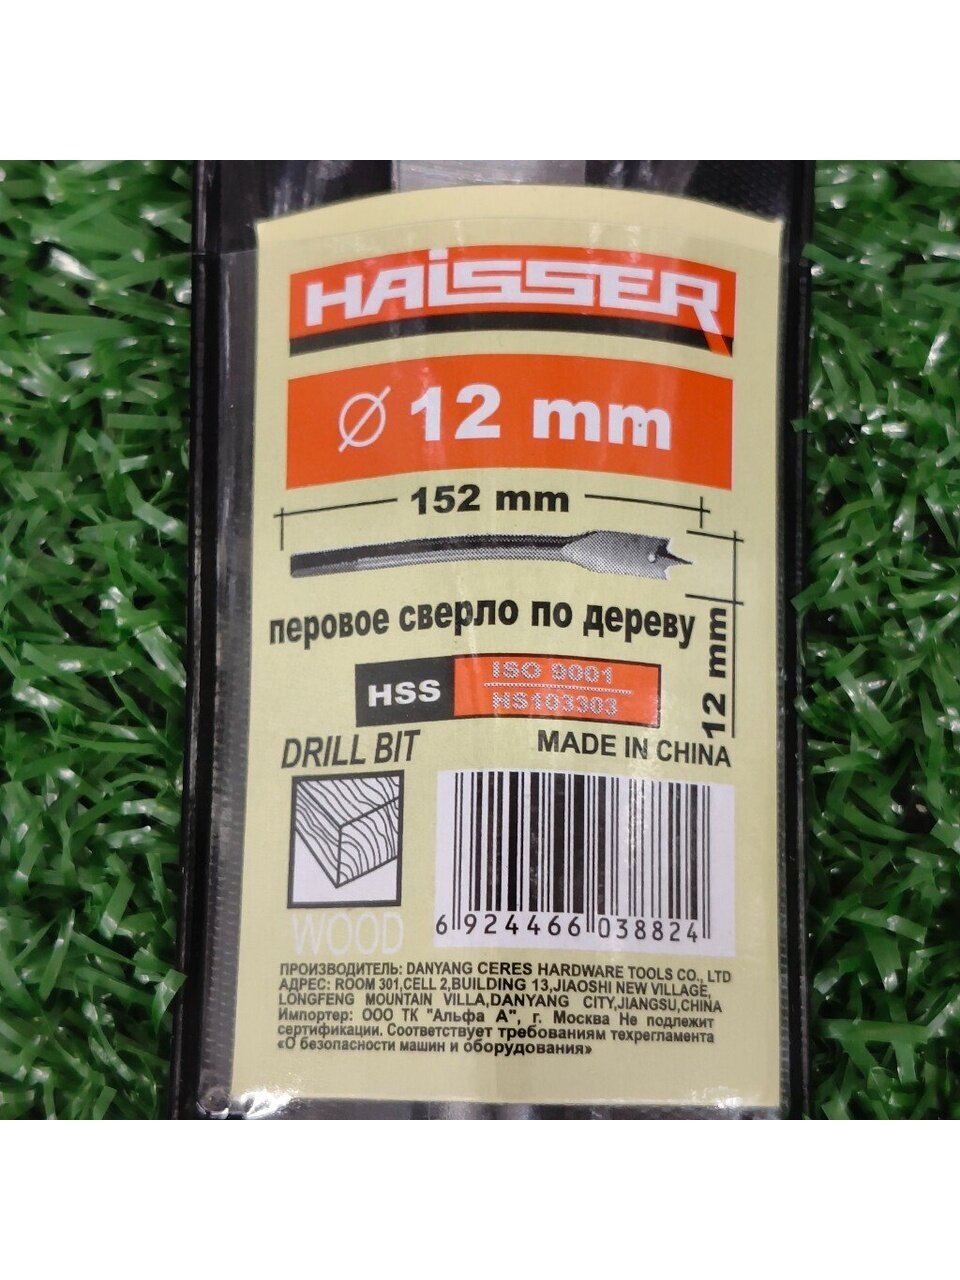 HAISSER
Ø 12 mm
152 mm
12 mm
перовое сверло по дереву
HSS
ISO 9001
HS103303
DRILL BIT
MADE IN CHINA
WOOD
6 924466 038824
ПРОИЗВОДИТЕЛЬ: DANYANG CERES HARDWARE TOOLS CO., LTD
АДРЕС: ROOM 301,CELL 2,BUILDING 13,JIAOSHI NEW VILLAGE,
LONGFENG MOUNTAIN VILLA,DANYANG CITY,JIANGSU,CHINA
Импортер: ООО ТК "Альфа А", г. Москва Не подлежит
сертификации. Соответствует требованиям техрегламента
«О безопасности машин и оборудования»